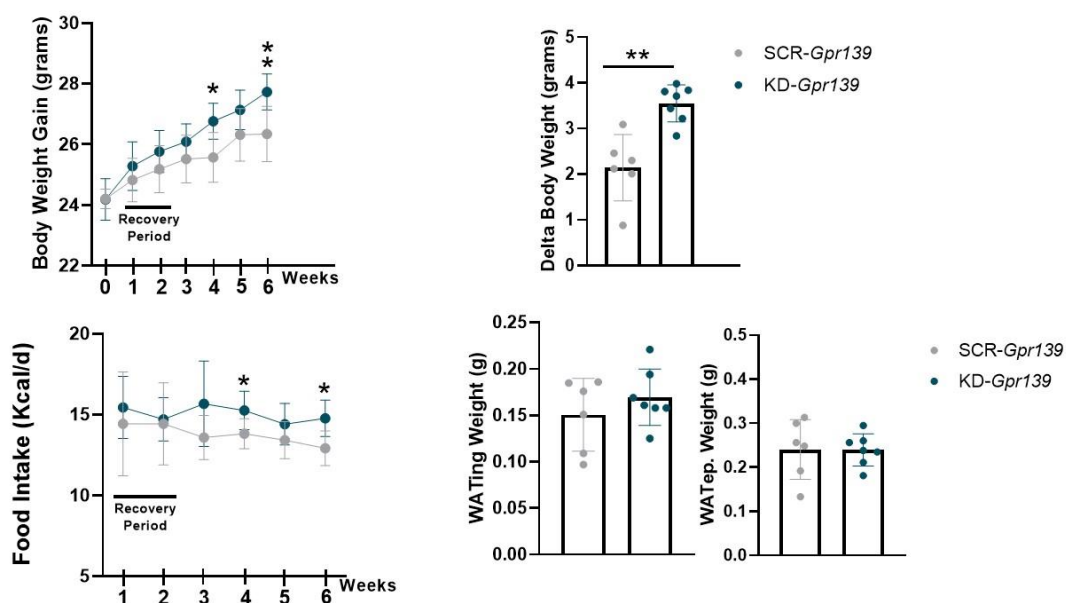 Body Weight Gain (grams)
30
28
26
24
22
*
*
*
Recovery
Period
0 1 2 3 4 5 6 Weeks
Delta Body Weight (grams)
5
4
3
2
1
0
**
SCR-Gpr139
KD-Gpr139
Food Intake (Kcal/d)
20
15
10
5
*
*
Recovery
Period
1 2 3 4 5 6 Weeks
WATing Weight (g)
0.25
0.20
0.15
0.10
0.05
0.00
WATep. Weight (g)
0.5
0.4
0.3
0.2
0.1
0.0
SCR-Gpr139
KD-Gpr139